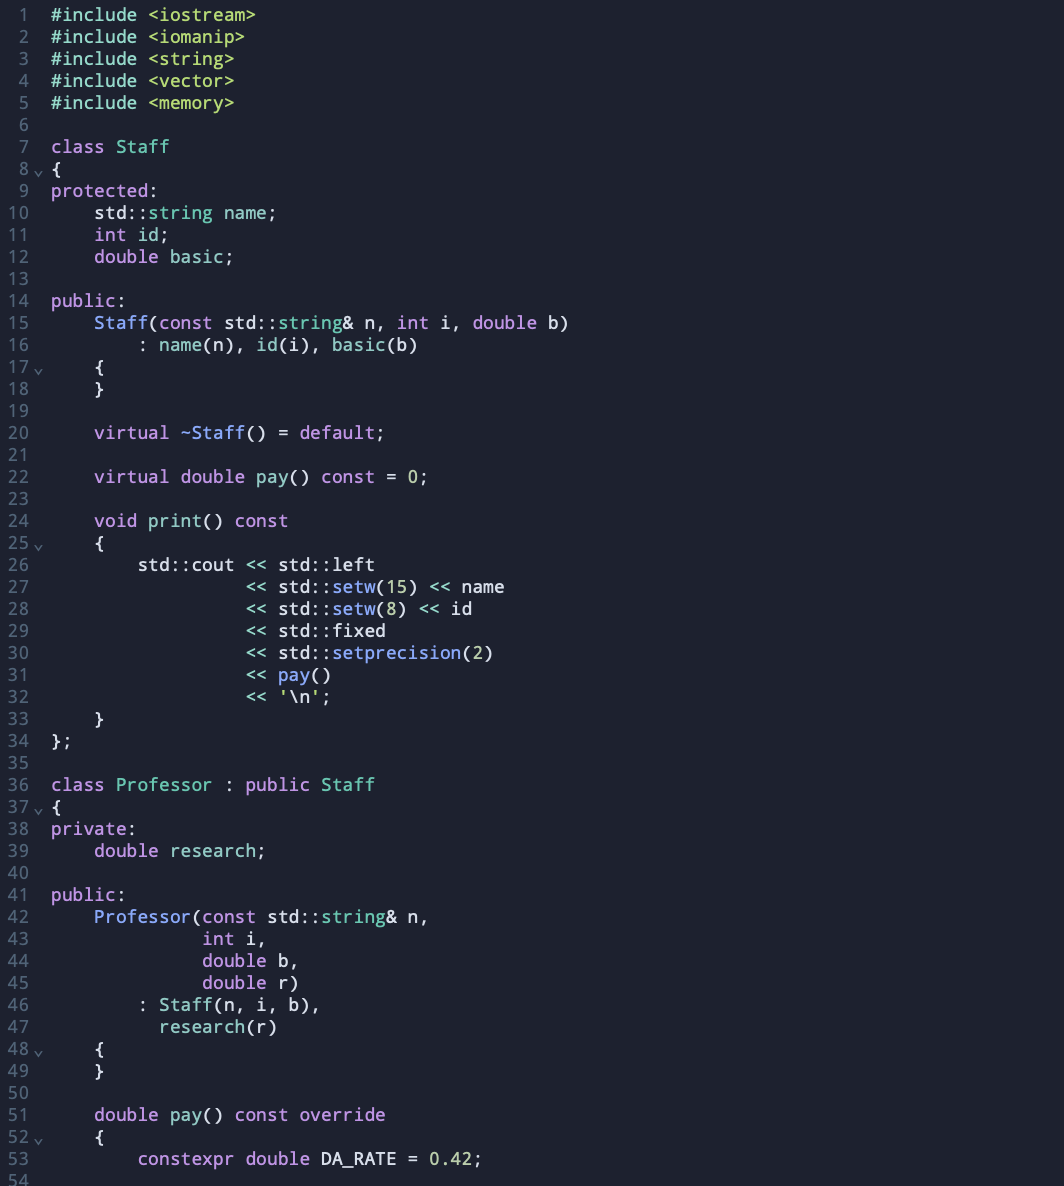 1 #include <iostream>
2 #include <iomanip>
3 #include <string>
4 #include <vector>
5 #include <memory>
6
7 class Staff
8 {
9 protected:
10     std::string name;
11     int id;
12     double basic;
13
14 public:
15     Staff(const std::string& n, int i, double b)
16         : name(n), id(i), basic(b)
17     {
18     }
19
20     virtual ~Staff() = default;
21
22     virtual double pay() const = 0;
23
24     void print() const
25     {
26         std::cout << std::left
27                   << std::setw(15) << name
28                   << std::setw(8) << id
29                   << std::fixed
30                   << std::setprecision(2)
31                   << pay()
32                   << '\n';
33     }
34 };
35
36 class Professor : public Staff
37 {
38 private:
39     double research;
40
41 public:
42     Professor(const std::string& n,
43               int i,
44               double b,
45               double r)
46         : Staff(n, i, b),
47           research(r)
48     {
49     }
50
51     double pay() const override
52     {
53         constexpr double DA_RATE = 0.42;
54